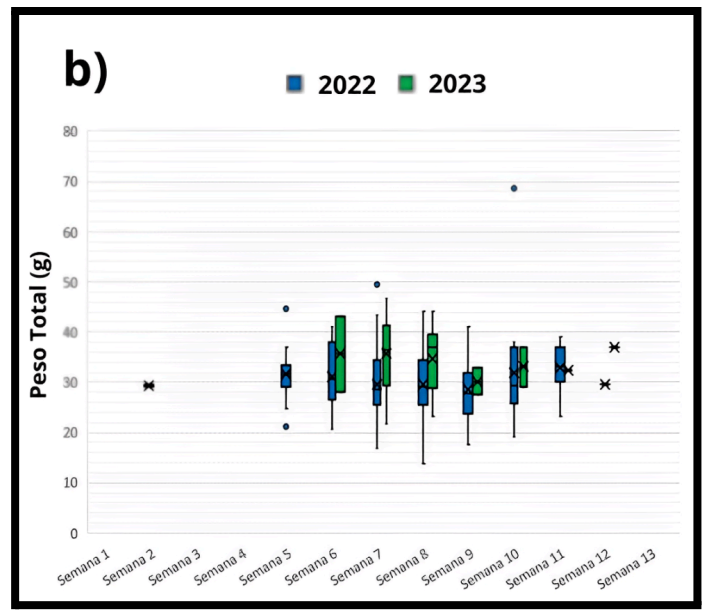 b)
2022 2023
80
70
60
50
40
30
20
10
0
Peso Total (g)
Semana 1
Semana 2
Semana 3
Semana 4
Semana 5
Semana 6
Semana 7
Semana 8
Semana 9
Semana 10
Semana 11
Semana 12
Semana 13